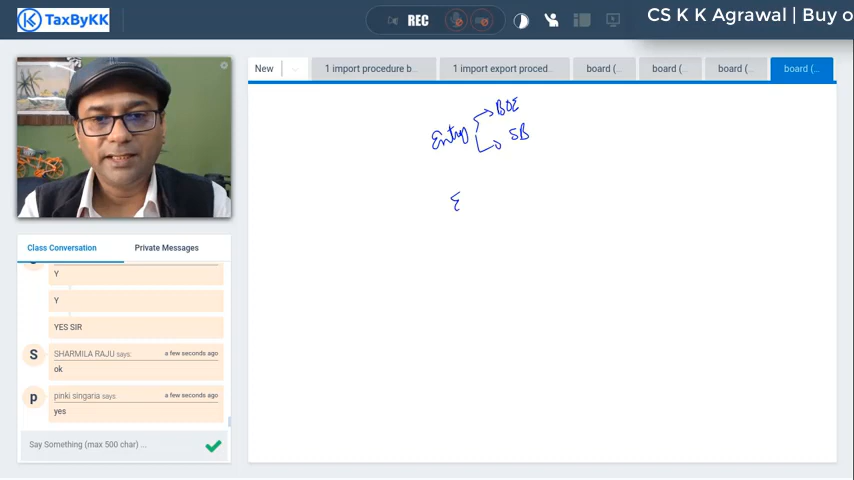 TaxByKK
REC
CS K K Agrawal | Buy o
New
1 import procedure b...
1 import export proced...
board (...
board (...
board (...
board (...
BOE
Entry
SB
Σ
Class Conversation
Private Messages
Y
Y
YES SIR
S
SHARMILA RAJU says:
a few seconds ago
ok
p
pinki singaria says:
a few seconds ago
yes
Say Something (max 500 char) ...